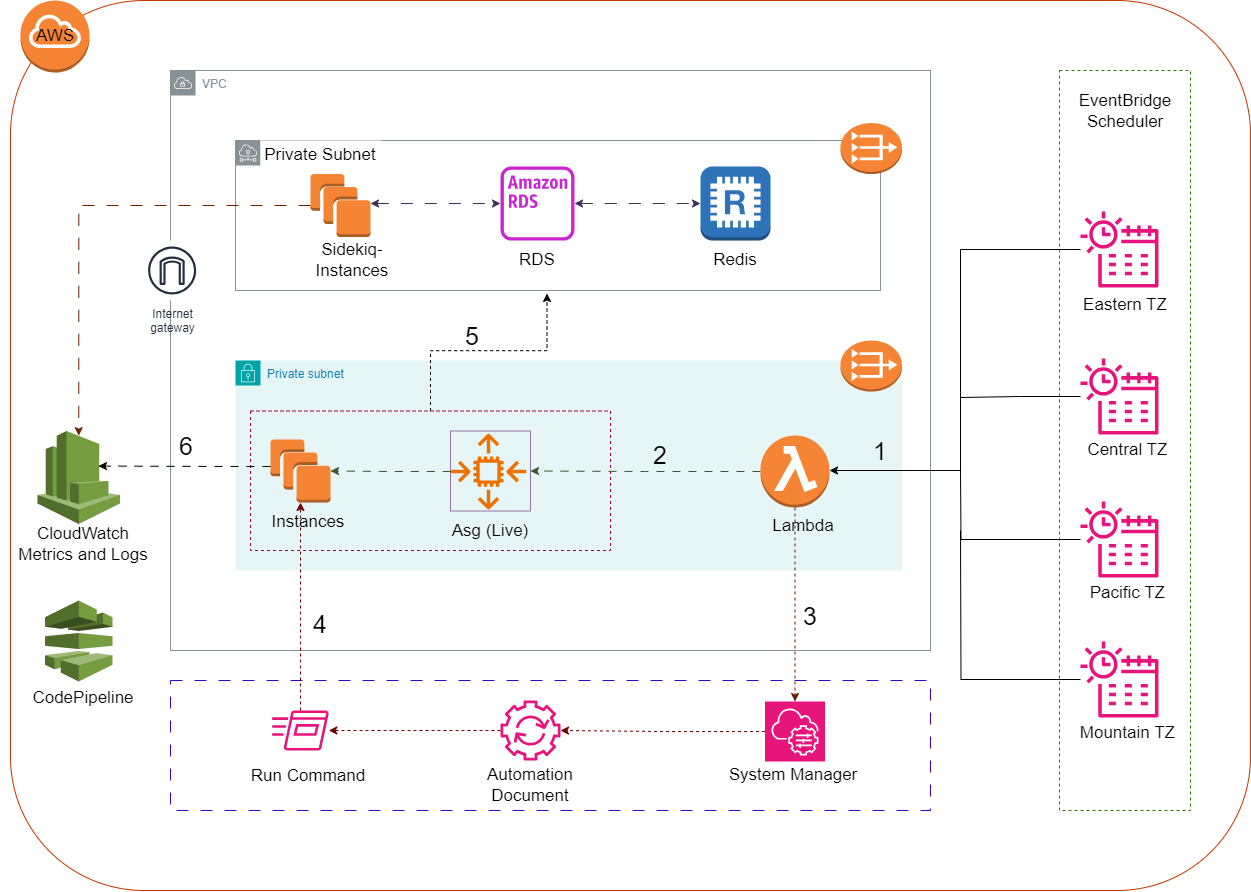 AWS
VPC
EventBridge
Scheduler
Private Subnet
Amazon
RDS
R
Sidekiq-
Instances
RDS
Redis
Internet
gateway
Eastern TZ
5
Private subnet
6
2
1
Central TZ
λ
Instances
Asg (Live)
Lambda
CloudWatch
Metrics and Logs
Pacific TZ
4
3
CodePipeline
Mountain TZ
Run Command
Automation
Document
System Manager